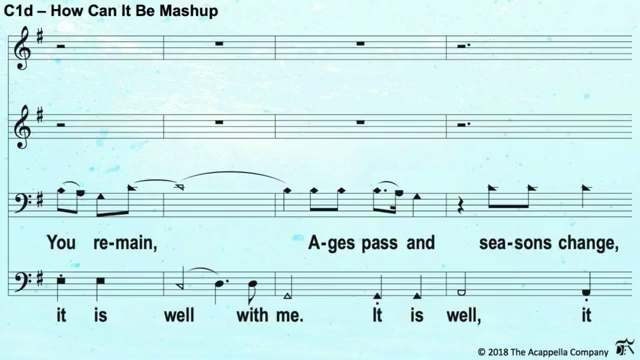 C1d – How Can It Be Mashup
You re-main, A-ges pass and sea-sons change,
it is well with me. It is well, it
© 2018 The Acappella Company